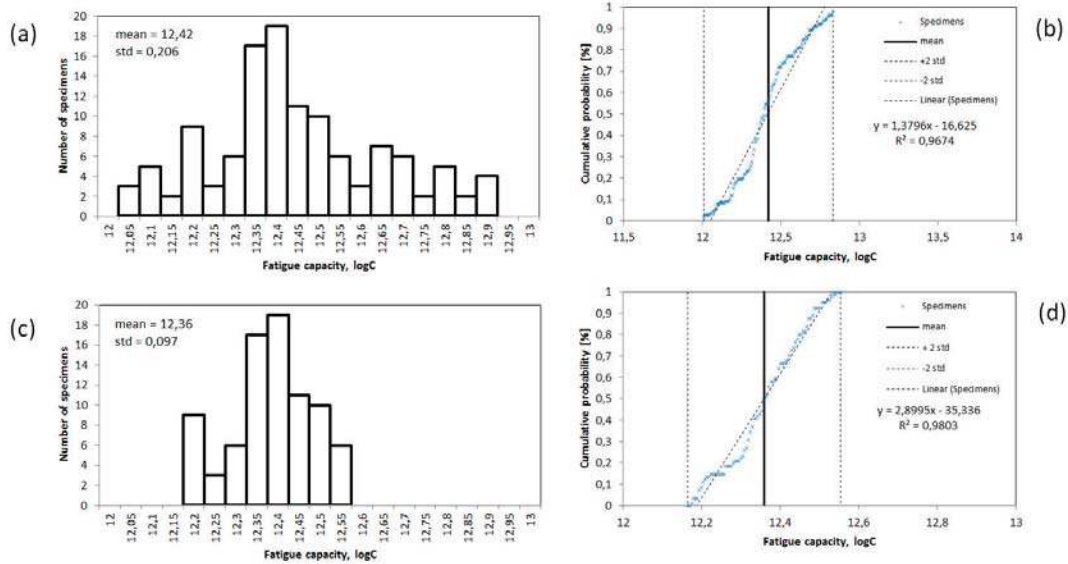 (a)
mean = 12,42
std = 0,206
20
18
16
14
12
10
8
6
4
2
0
Number of specimens
12
12,05
12,1
12,15
12,2
12,25
12,3
12,35
12,4
12,45
12,5
12,55
12,6
12,65
12,7
12,75
12,8
12,85
12,9
12,95
13
Fatigue capacity, logC
(b)
1
0,9
0,8
0,7
0,6
0,5
0,4
0,3
0,2
0,1
0
Cumulative probability [%]
Specimens
mean
+2 std
-2 std
Linear (Specimens)
y = 1,3796x - 16,625
R² = 0,9674
11,5 12 12,5 13 13,5 14
Fatigue capacity, logC
(c)
mean = 12,36
std = 0,097
20
18
16
14
12
10
8
6
4
2
0
Number of specimens
12
12,05
12,1
12,15
12,2
12,25
12,3
12,35
12,4
12,45
12,5
12,55
12,6
12,65
12,7
12,75
12,8
12,85
12,9
12,95
13
Fatigue capacity, logC
(d)
1
0,9
0,8
0,7
0,6
0,5
0,4
0,3
0,2
0,1
0
Cumulative probability [%]
Specimens
mean
+ 2 std
-2 std
Linear (Specimens)
y = 2,8995x - 35,336
R² = 0,9803
12 12,2 12,4 12,6 12,8 13
Fatigue capacity, logC